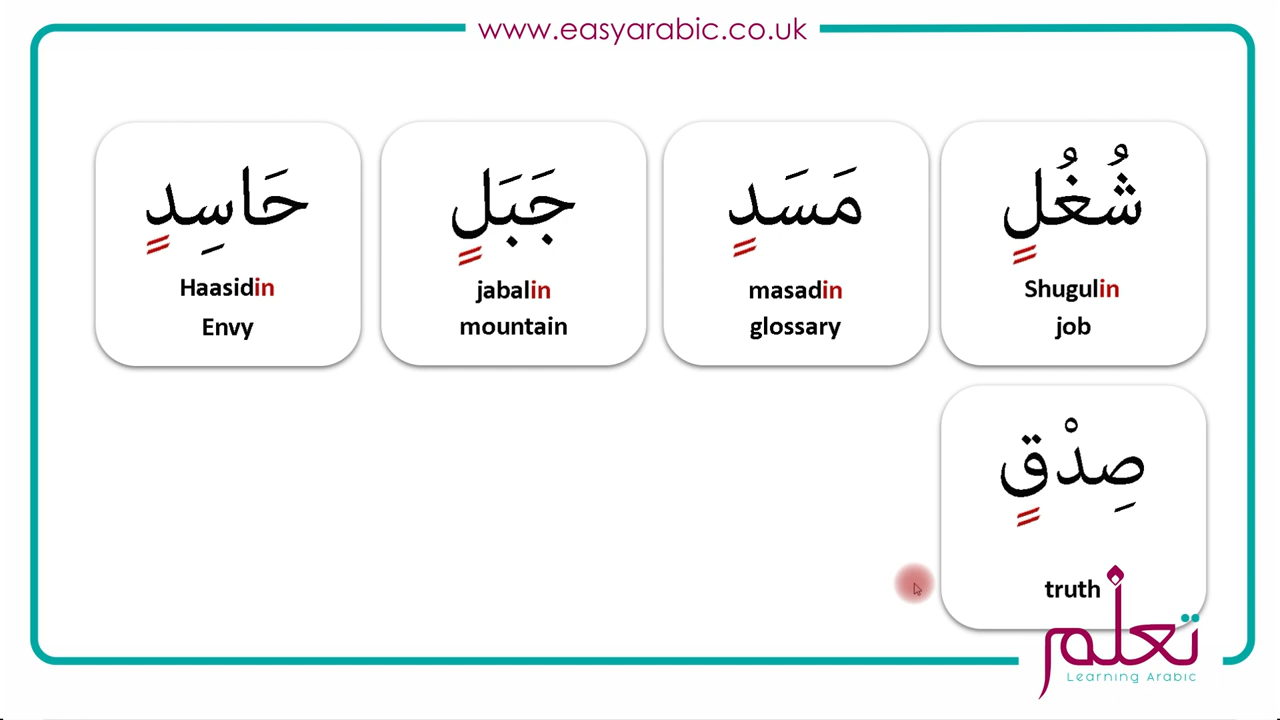 www.easyarabic.co.uk
شُغُلٍ
Shugulin
job
مَسَدٍ
masadin
glossary
جَبَلٍ
jabalin
mountain
حَاسِدٍ
Haasidin
Envy
صِدْقٍ
truth
تعلم
Learning Arabic